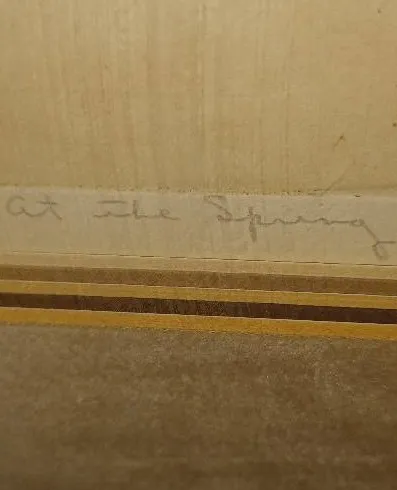 At the Spring